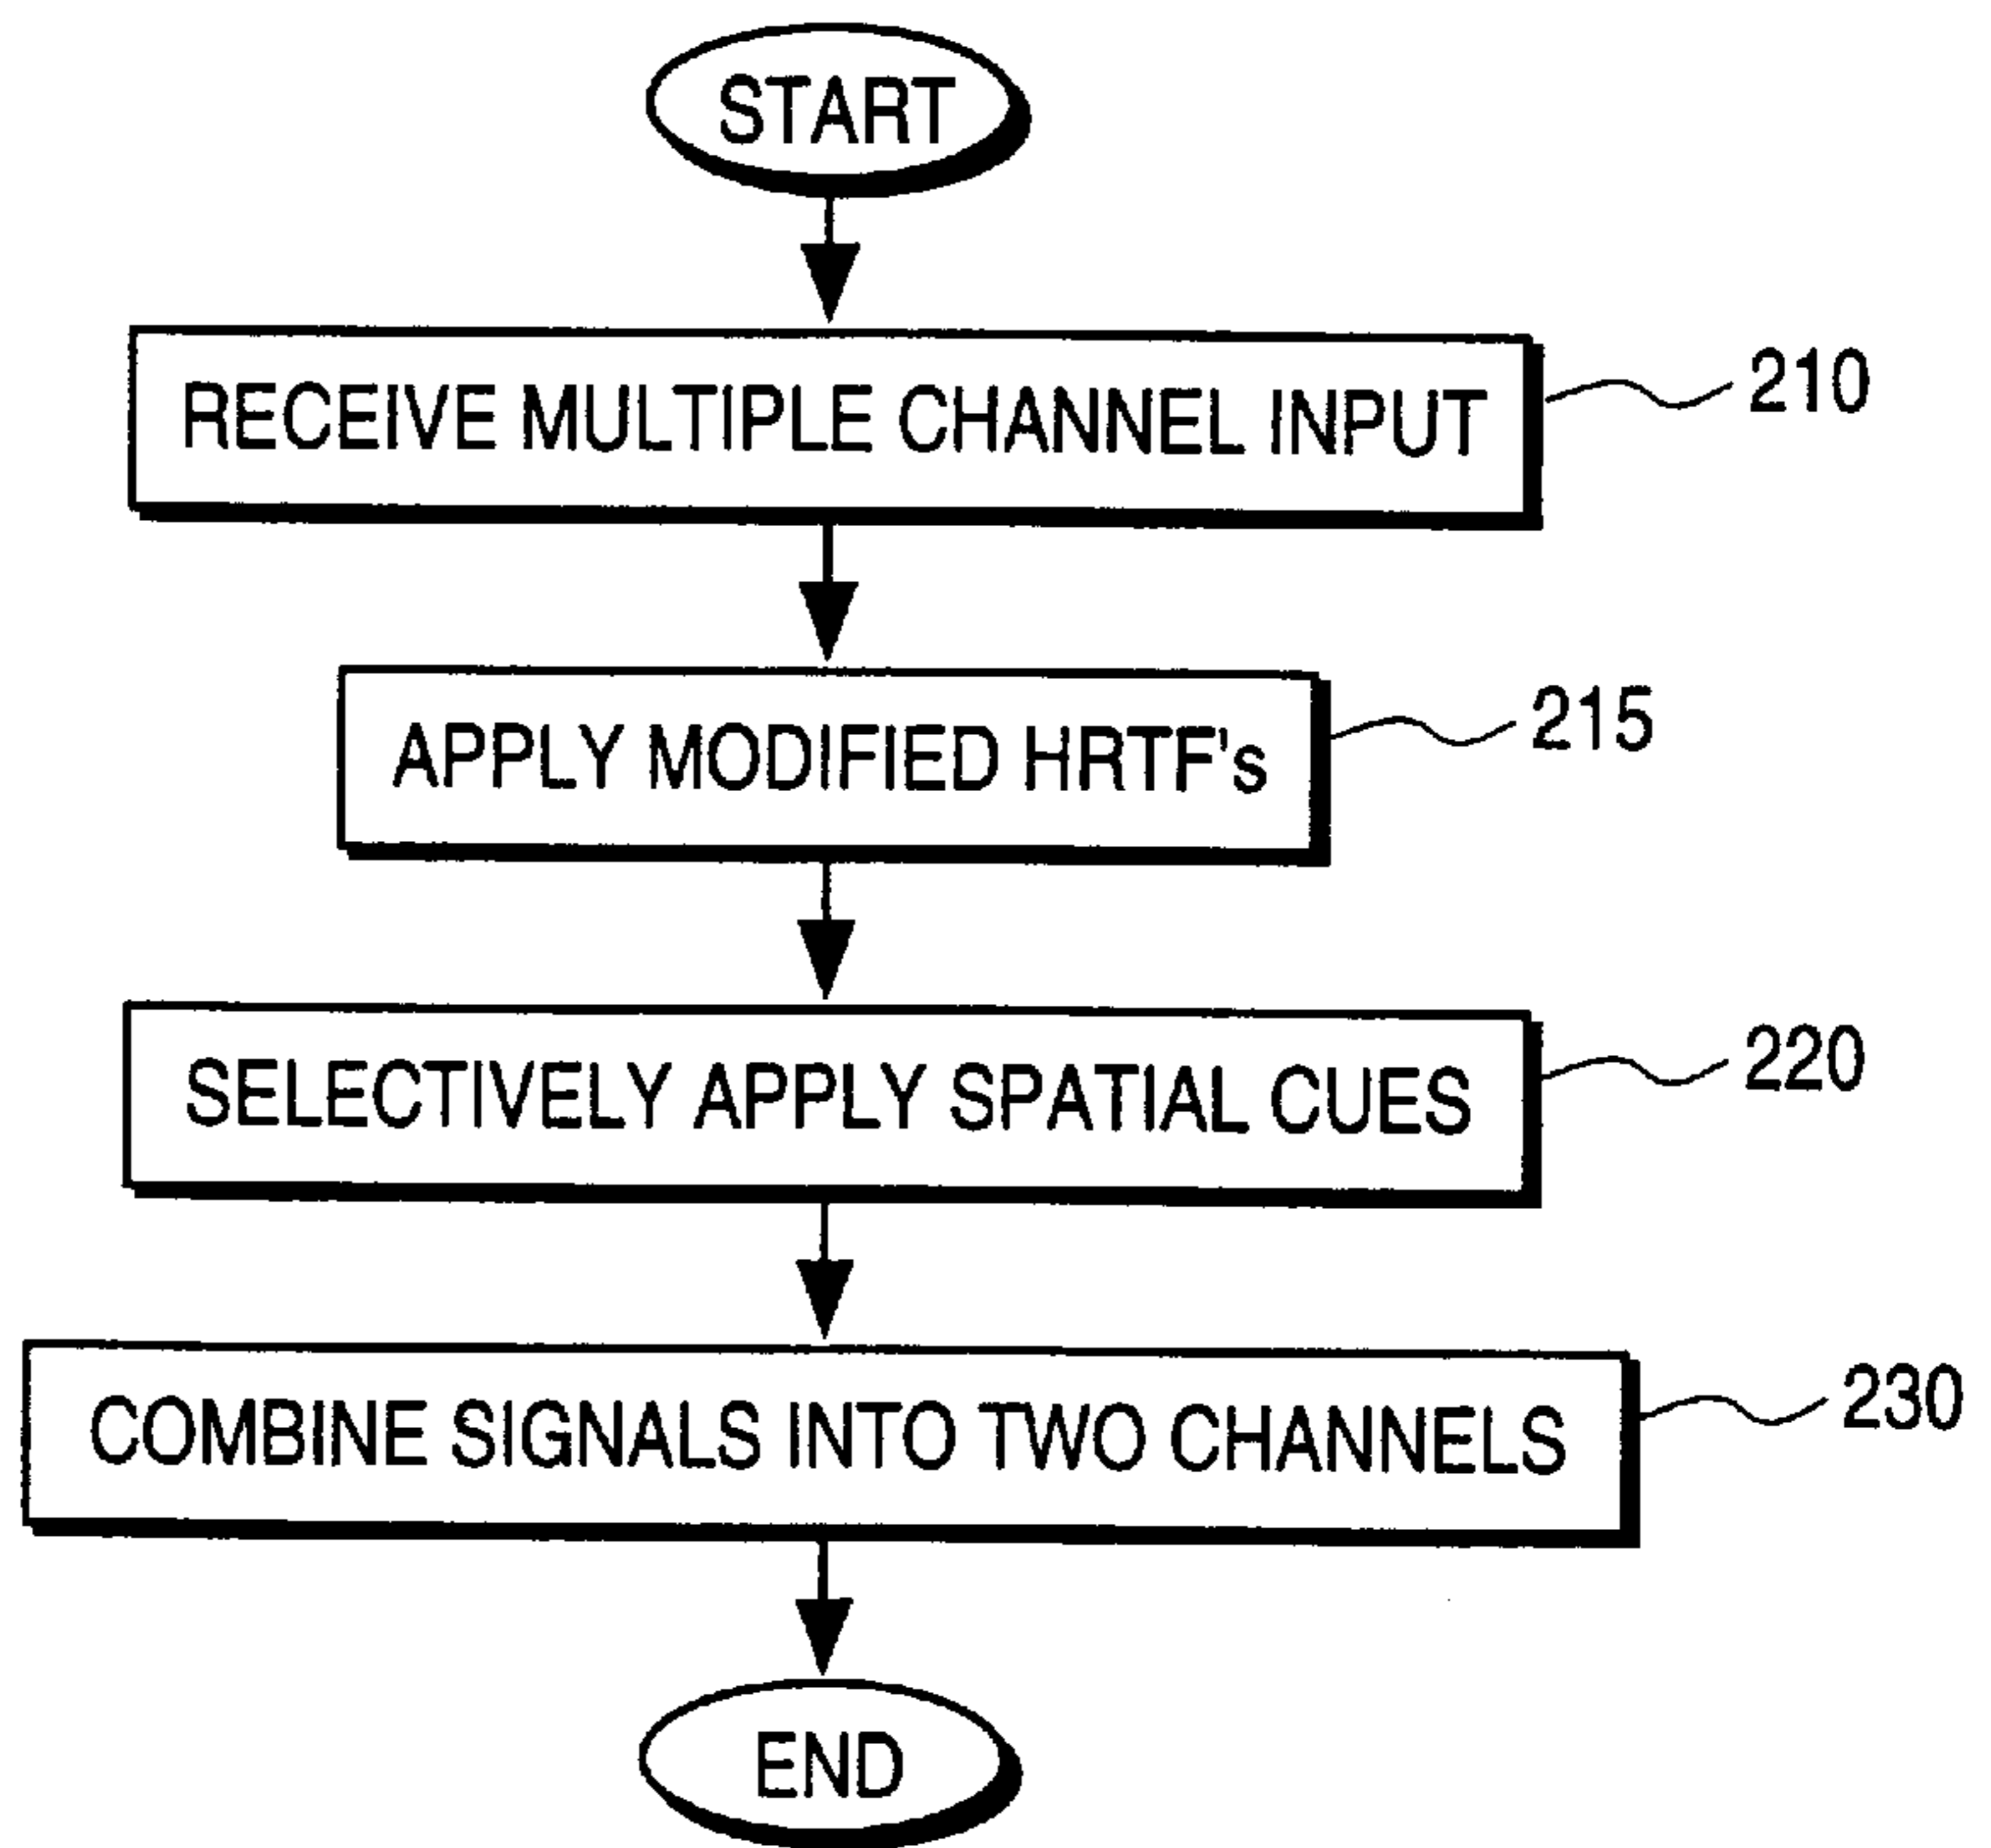 START
RECEIVE MULTIPLE CHANNEL INPUT 210
APPLY MODIFIED HRTF's 215
SELECTIVELY APPLY SPATIAL CUES 220
COMBINE SIGNALS INTO TWO CHANNELS 230
END